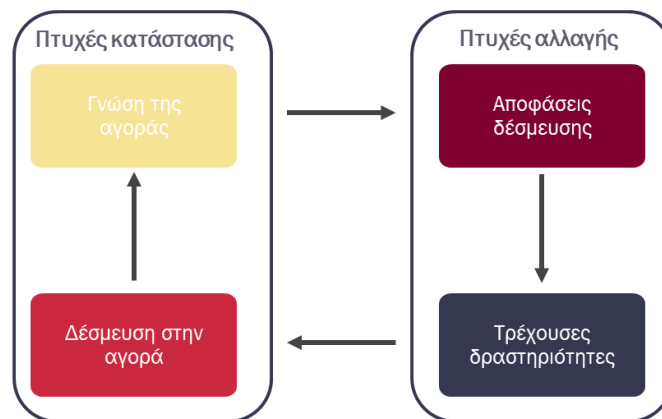 Πτυχές κατάστασης
Γνώση της
αγοράς
Δέσμευση στην
αγορά
Πτυχές αλλαγής
Αποφάσεις
δέσμευσης
Τρέχουσες
δραστηριότητες